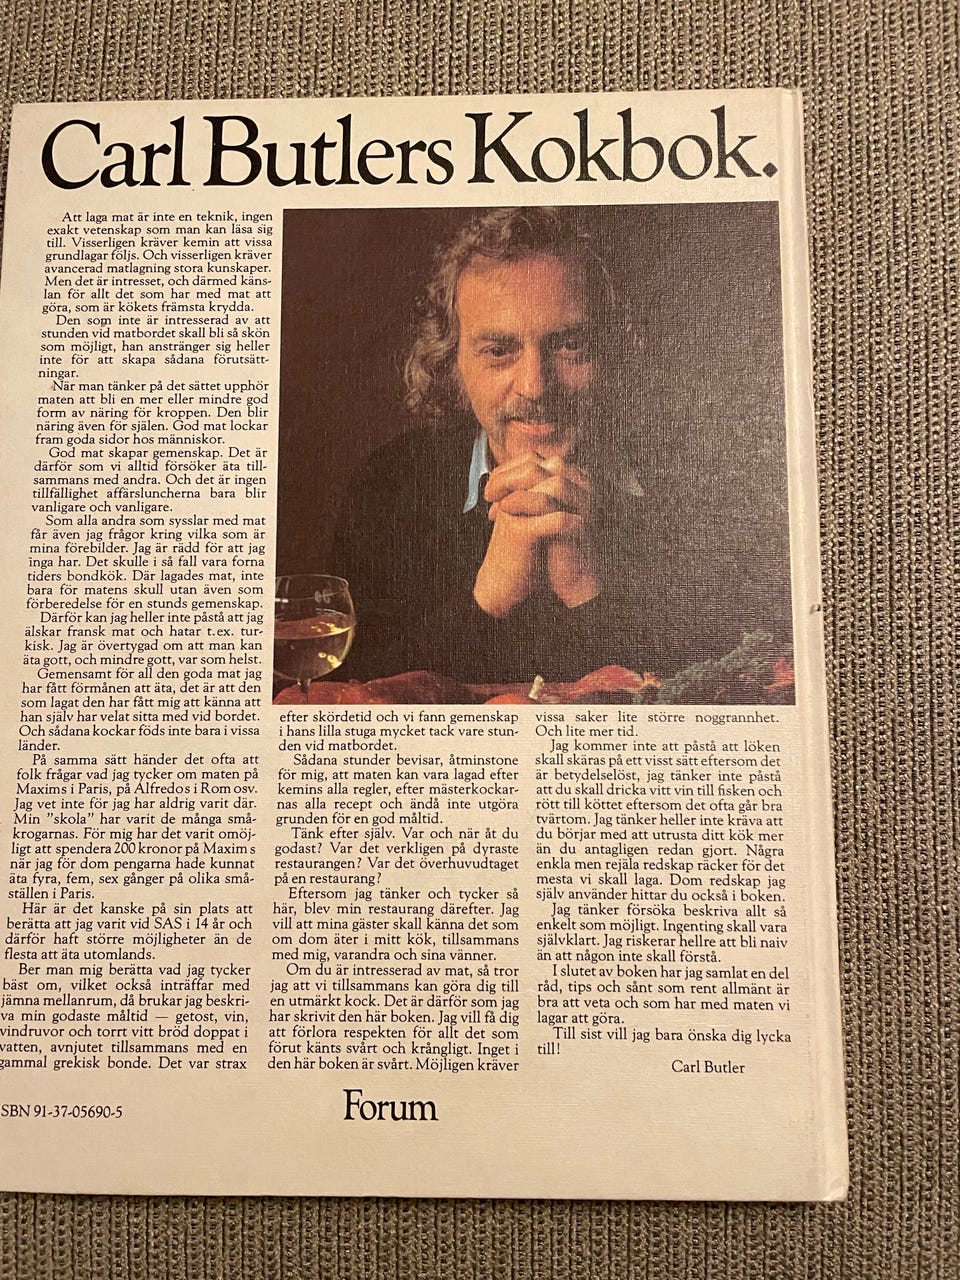 Carl Butlers Kokbok.
Att laga mat är inte en teknik, ingen
exakt vetenskap som man kan läsa sig
till. Visserligen kräver kemin att vissa
grundlagar följs. Och visserligen kräver
avancerad matlagning stora kunskaper.
Men det är intresset, och därmed käns-
lan för allt det som har med mat att
göra, som är kökets främsta krydda.
Den som inte är intresserad av att
stunden vid matbordet skall bli så skön
som möjligt, han anstränger sig heller
inte för att skapa sådana förutsätt-
ningar.
När man tänker på det sättet upphör
maten att bli en mer eller mindre god
form av näring för kroppen. Den blir
näring även för själen. God mat lockar
fram goda sidor hos människor.
God mat skapar gemenskap. Det är
därför som vi alltid försöker äta till-
sammans med andra. Och det är ingen
tillfällighet affärsluncherna bara blir
vanligare och vanligare.
Som alla andra som sysslar med mat
får även jag frågor kring vilka som är
mina förebilder. Jag är rädd för att jag
inga har. Det skulle i så fall vara forna
tiders bondkök. Där lagades mat, inte
bara för matens skull utan även som
förberedelse för en stunds gemenskap.
Därför kan jag heller inte påstå att jag
älskar fransk mat och hatar t.ex. tur-
kisk. Jag är övertygad om att man kan
äta gott, och mindre gott, var som helst.
Gemensamt för all den goda mat jag
har fått förmånen att äta, det är att den
som lagat den har fått mig att känna att
han själv har velat sitta med vid bordet.
Och sådana kockar föds inte bara i vissa
länder.
På samma sätt händer det ofta att
folk frågar vad jag tycker om maten på
Maxims i Paris, på Alfredos i Rom osv.
Jag vet inte för jag har aldrig varit där.
Min "skola" har varit de många små-
krogarnas. För mig har det varit omöj-
ligt att spendera 200 kronor på Maxims
när jag för dom pengarna hade kunnat
äta fyra, fem, sex gånger på olika små-
ställen i Paris.
Här är det kanske på sin plats att
berätta att jag varit vid SAS i 14 år och
därför haft större möjligheter än de
flesta att äta utomlands.
Ber man mig berätta vad jag tycker
bäst om, vilket också inträffar med
jämna mellanrum, då brukar jag beskri-
va min godaste måltid — getost, vin,
vindruvor och torrt vitt bröd doppat i
vatten, avnjutet tillsammans med en
gammal grekisk bonde. Det var strax
efter skördetid och vi fann gemenskap
i hans lilla stuga mycket tack vare stun-
den vid matbordet.
Sådana stunder bevisar, åtminstone
för mig, att maten kan vara lagad efter
kemins alla regler, efter mästerkockar-
nas alla recept och ändå inte utgöra
grunden för en god måltid.
Tänk efter själv. Var och när åt du
godast? Var det verkligen på dyraste
restaurangen? Var det överhuvudtaget
på en restaurang?
Eftersom jag tänker och tycker så
här, blev min restaurang därefter. Jag
vill att mina gäster skall känna det som
om dom äter i mitt kök, tillsammans
med mig, varandra och sina vänner.
Om du är intresserad av mat, så tror
jag att vi tillsammans kan göra dig till
en utmärkt kock. Det är därför som jag
har skrivit den här boken. Jag vill få dig
att förlora respekten för allt det som
förut känts svårt och krångligt. Inget i
den här boken är svårt. Möjligen kräver
vissa saker lite större noggrannhet.
Och lite mer tid.
Jag kommer inte att påstå att löken
skall skäras på ett visst sätt eftersom det
är betydelselöst, jag tänker inte påstå
att du skall dricka vitt vin till fisken och
rött till köttet eftersom det ofta går bra
tvärtom. Jag tänker heller inte kräva att
du börjar med att utrusta ditt kök mer
än du antagligen redan gjort. Några
enkla men rejäla redskap räcker för det
mesta vi skall laga. Dom redskap jag
själv använder hittar du också i boken.
Jag tänker försöka beskriva allt så
enkelt som möjligt. Ingenting skall vara
självklart. Jag riskerar hellre att bli naiv
än att någon inte skall förstå.
I slutet av boken har jag samlat en del
råd, tips och sånt som rent allmänt är
bra att veta och som har med maten vi
lagar att göra.
Till sist vill jag bara önska dig lycka
till!
Carl Butler
SBN 91-37-05690-5
Forum